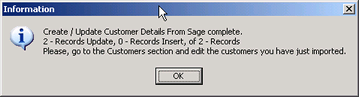 Information
Create / Update Customer Details From Sage complete.
2 - Records Update, 0 - Records Insert, of 2 - Records
Please, go to the Customers section and edit the customers you have just imported.
OK